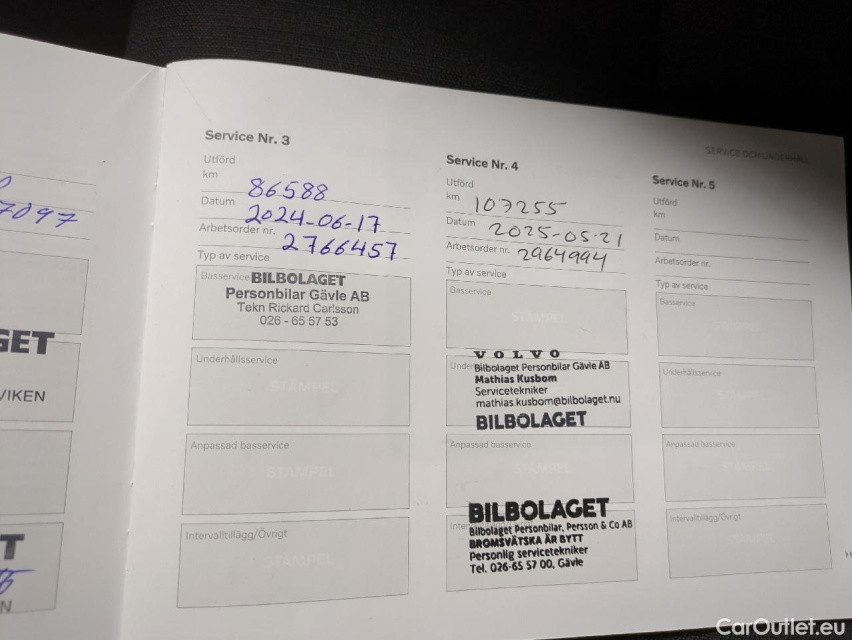 7097
GET
VIKEN
T
N
Service Nr. 3
Utförd
km 86588
Datum 2024-06-17
Arbetsorder nr. 2766457
Typ av service
Basservice
BILBOLAGET
Personbilar Gävle AB
Tekn Rickard Carlsson
026 - 65 57 53
Underhållsservice
STÄMPEL
Anpassad basservice
STÄMPEL
Intervalltillägg/Övrigt
STÄMPEL
Service Nr. 4
Utförd
km 107255
Datum 2025-05-21
Arbetsorder nr. 2964994
Typ av service
Basservice
STÄMPEL
VOLVO
Under
Bilbolaget Personbilar Gävle AB
Mathias Kusbom
Servicetekniker
mathias.kusbom@bilbolaget.nu
BILBOLAGET
Anpassad basservice
STÄMPEL
BILBOLAGET
Bilbolaget Personbilar, Persson & Co AB
BROMSVÄTSKA ÄR BYTT
Personlig servicetekniker
Tel. 026-65 57 00, Gävle
SERVICE OCH UNDERHÅLL
Service Nr. 5
Utförd
km
Datum
Arbetsorder nr.
Typ av service
Basservice
STÄMPEL
Underhållsservice
STÄMPEL
Anpassad basservice
STÄMPEL
Intervalltillägg/Övrigt
STÄMPEL
CarOutlet.eu